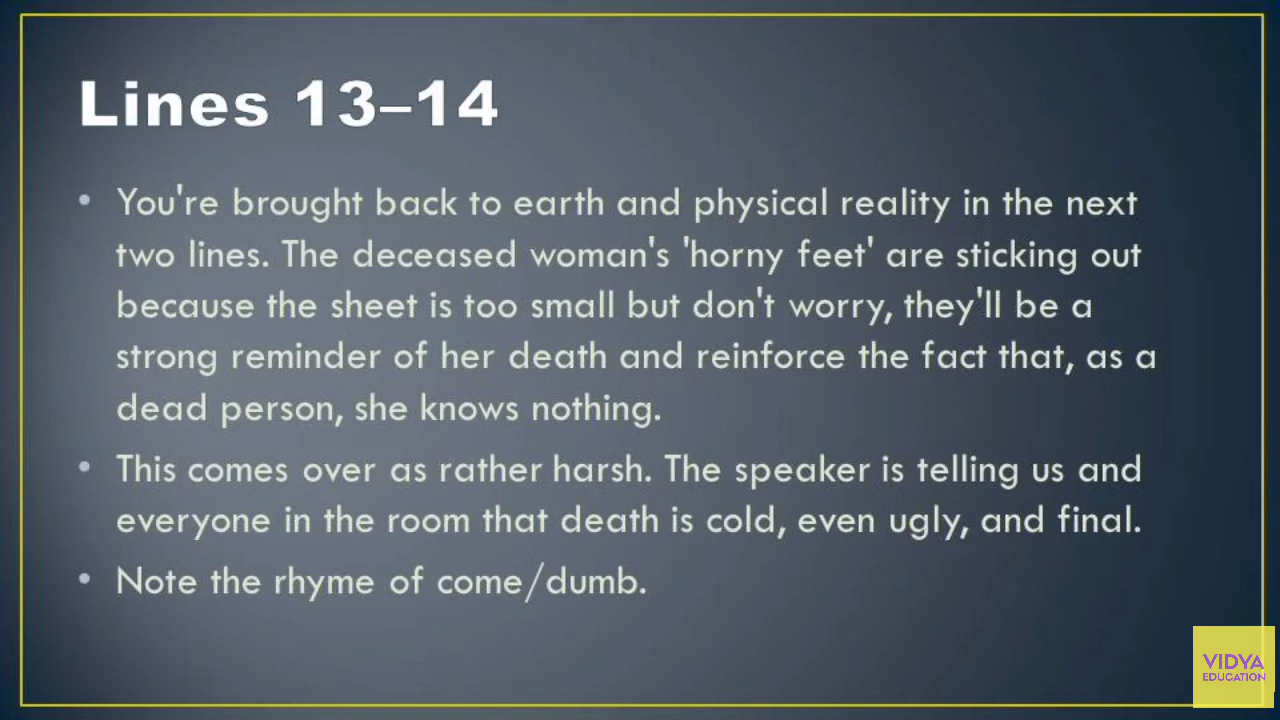 Lines 13–14
• You're brought back to earth and physical reality in the next
two lines. The deceased woman's 'horny feet' are sticking out
because the sheet is too small but don't worry, they'll be a
strong reminder of her death and reinforce the fact that, as a
dead person, she knows nothing.
• This comes over as rather harsh. The speaker is telling us and
everyone in the room that death is cold, even ugly, and final.
• Note the rhyme of come/dumb.
VIDYA
EDUCATION